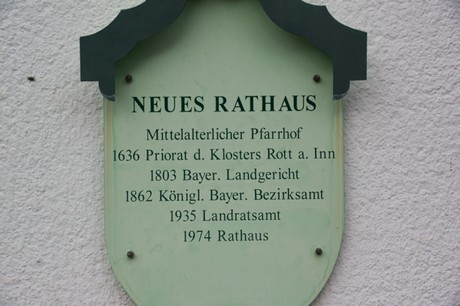 NEUES RATHAUS
Mittelalterlicher Pfarrhof
1636 Priorat d. Klosters Rott a. Inn
1803 Bayer. Landgericht
1862 Königl. Bayer. Bezirksamt
1935 Landratsamt
1974 Rathaus